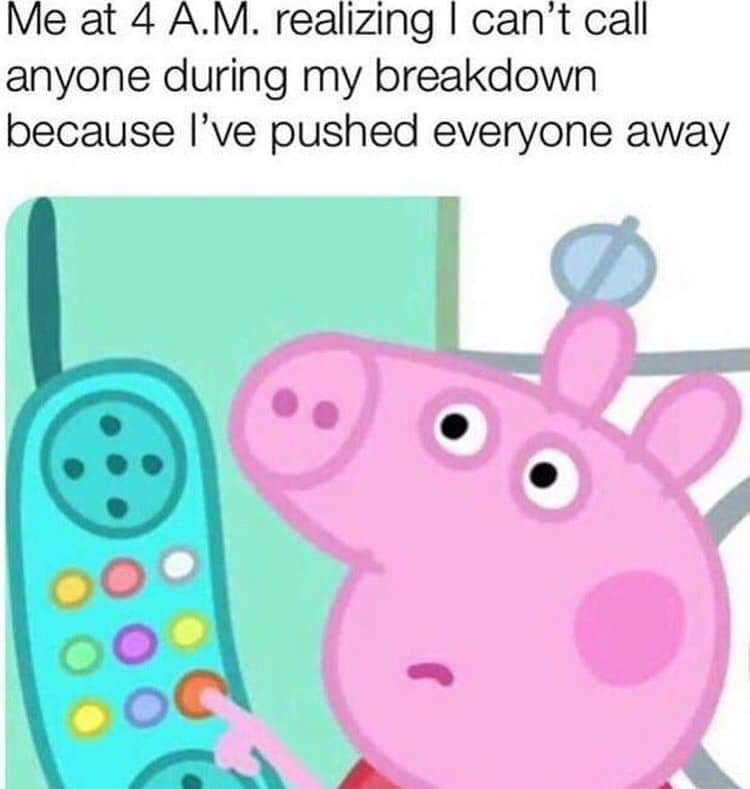 Me at 4 A.M. realizing I can't call
anyone during my breakdown
because I've pushed everyone away